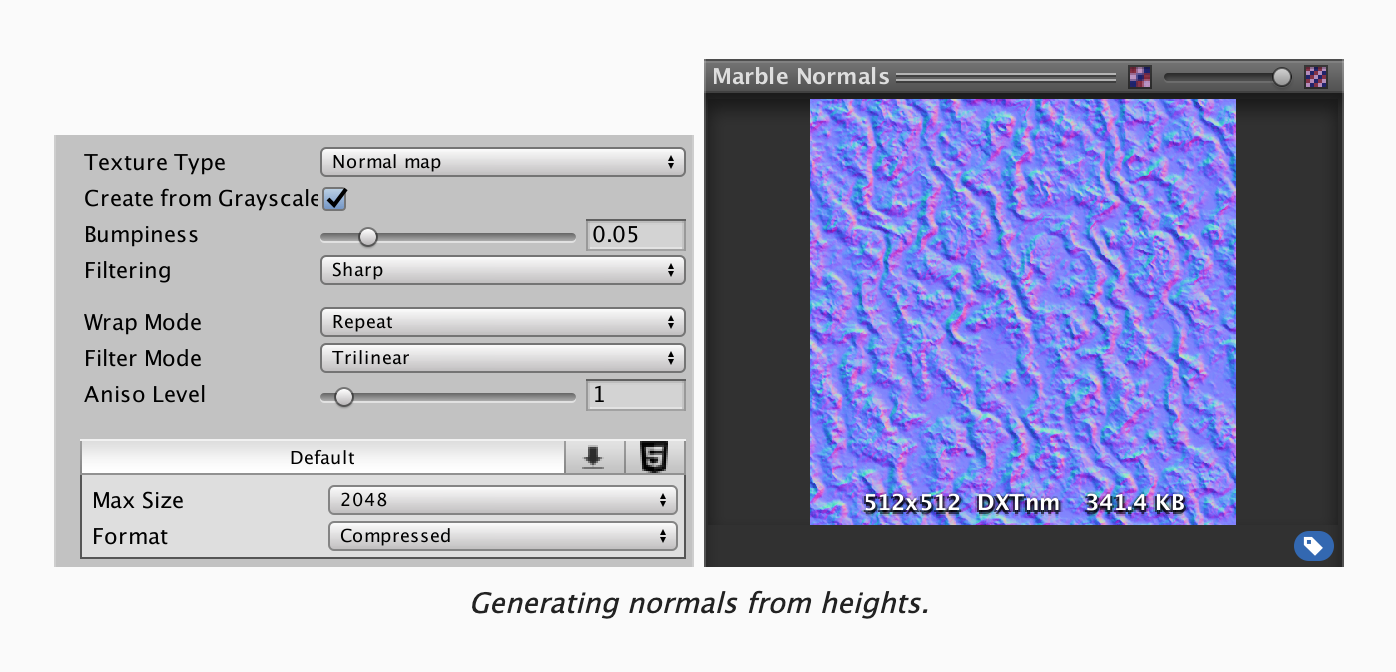 Texture Type Normal map
Create from Grayscale
Bumpiness 0.05
Filtering Sharp
Wrap Mode Repeat
Filter Mode Trilinear
Aniso Level 1
Default 5
Max Size 2048
Format Compressed
Marble Normals
512x512 DXTnm 341.4 KB
Generating normals from heights.